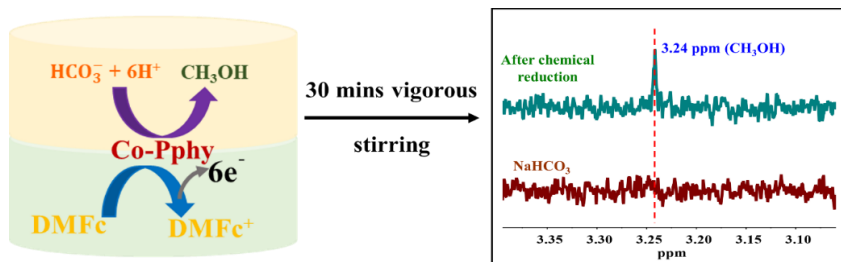 HCO₃⁻ + 6H⁺
CH₃OH
Co-Pphy
6e⁻
DMFc
DMFc⁺
30 mins vigorous
stirring
After chemical
reduction
3.24 ppm (CH₃OH)
NaHCO₃
3.35
3.30
3.25
3.20
3.15
3.10
ppm